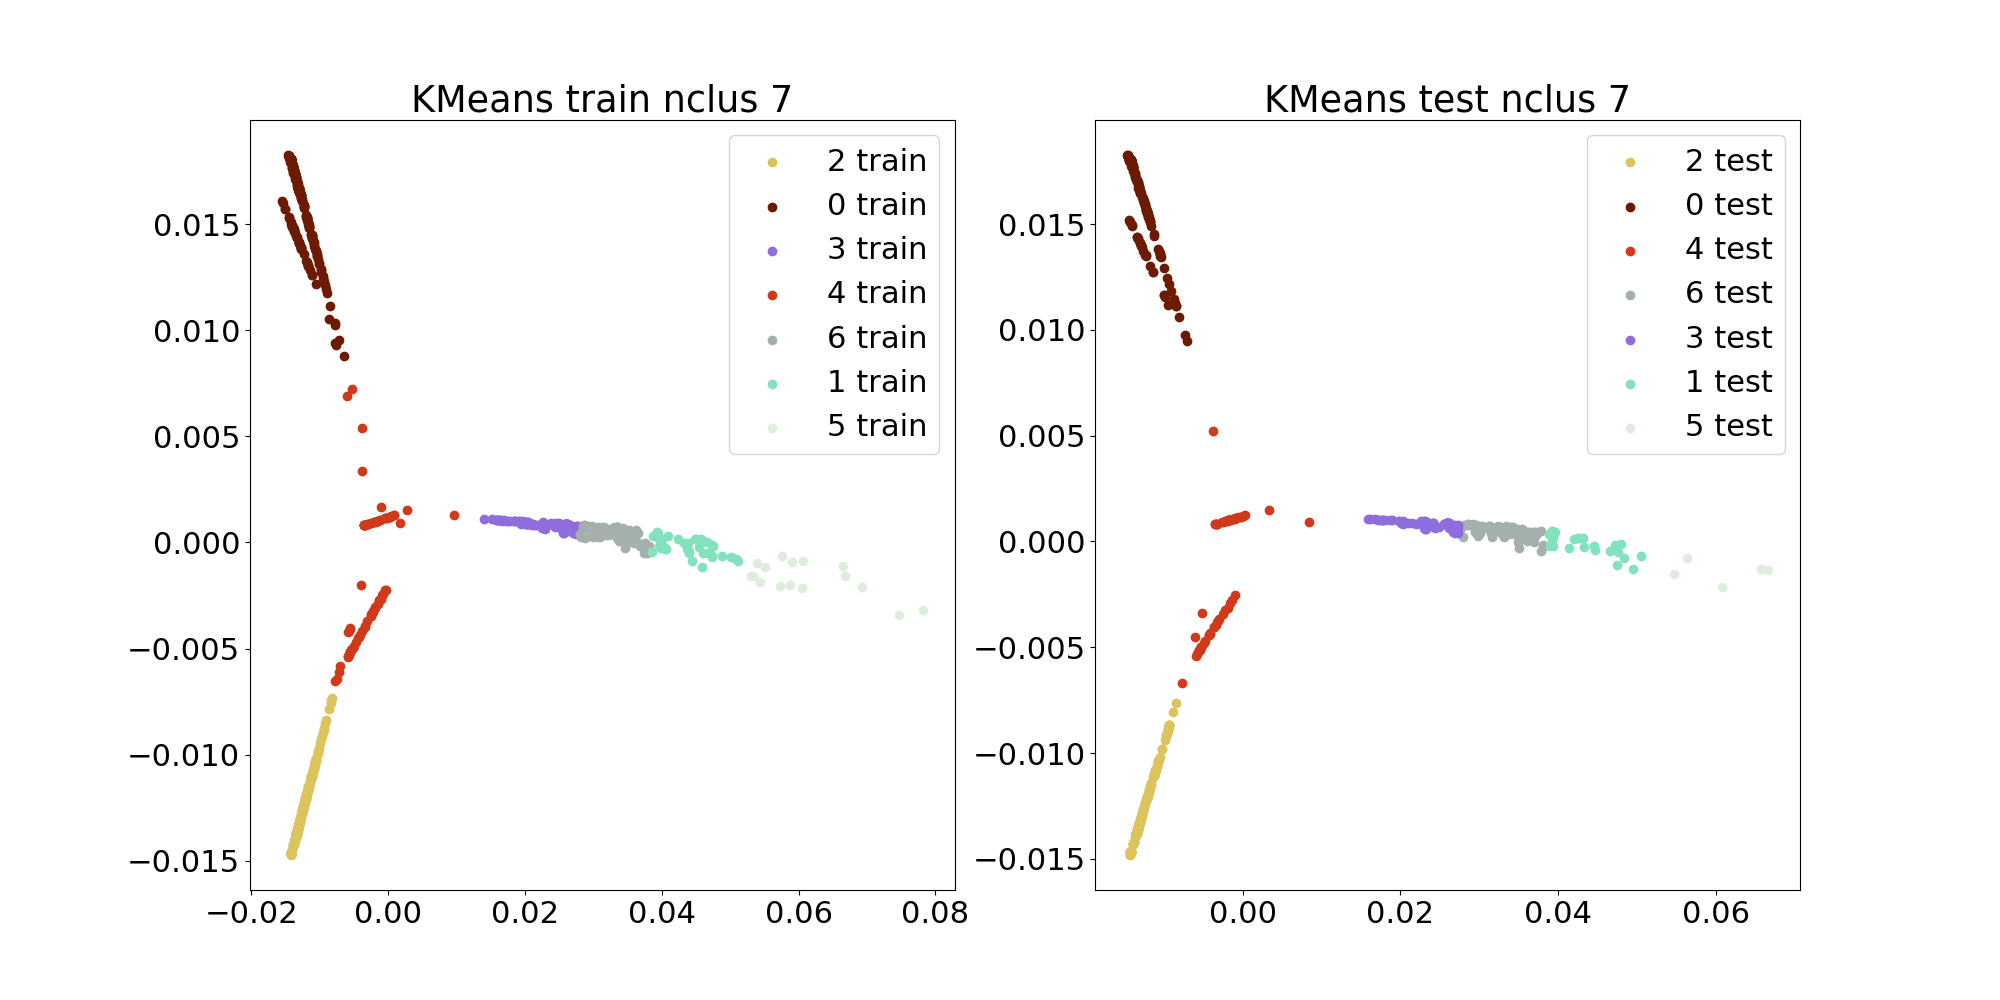 KMeans train nclus 7
2 train
0 train
3 train
4 train
6 train
1 train
5 train
0.015
0.010
0.005
0.000
−0.005
−0.010
−0.015
−0.02 0.00 0.02 0.04 0.06 0.08
KMeans test nclus 7
2 test
0 test
4 test
6 test
3 test
1 test
5 test
0.015
0.010
0.005
0.000
−0.005
−0.010
−0.015
0.00 0.02 0.04 0.06